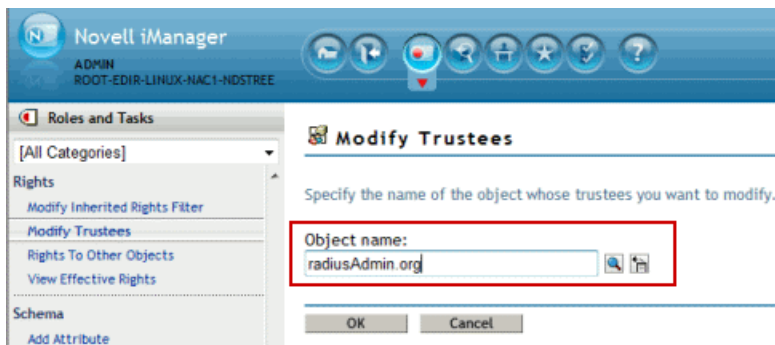 Novell iManager
ADMIN
ROOT-EDIR-LINUX-NAC1-NDSTREE
Roles and Tasks
[All Categories]
Rights
Modify Inherited Rights Filter
Modify Trustees
Rights To Other Objects
View Effective Rights
Schema
Add Attribute
Modify Trustees
Specify the name of the object whose trustees you want to modify.
Object name:
radiusAdmin.org
OK
Cancel